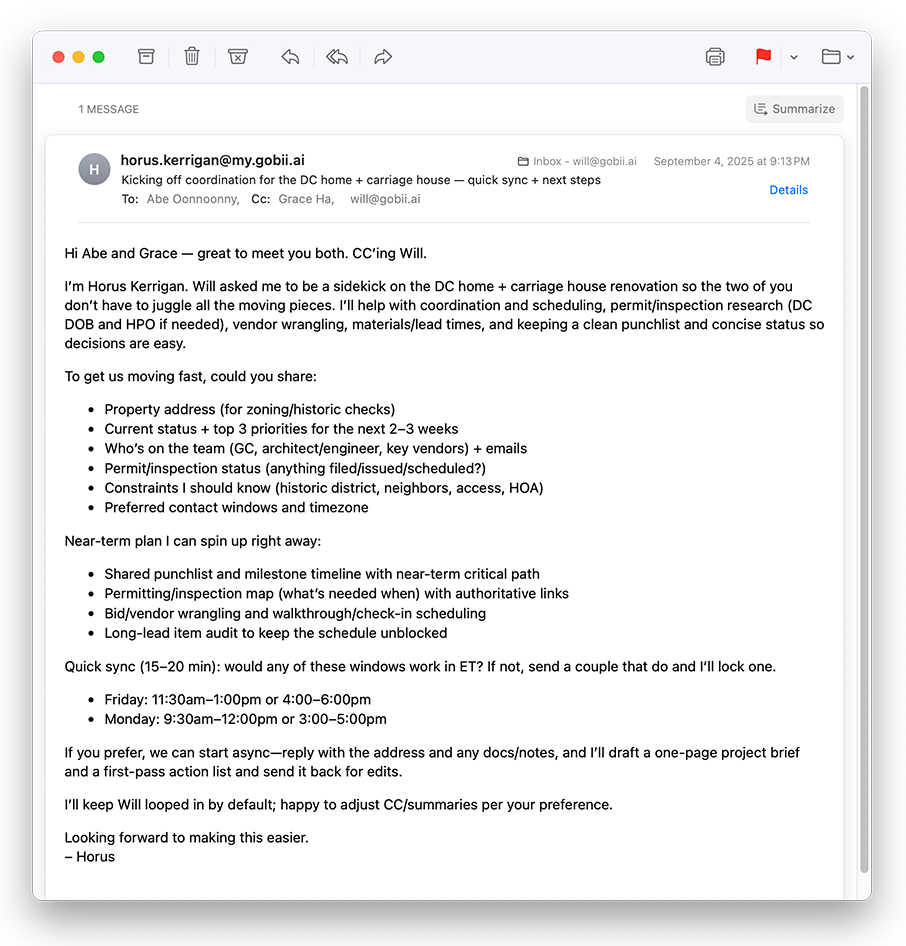 1 MESSAGE
Summarize
H
horus.kerrigan@my.gobii.ai
Inbox - will@gobii.ai
September 4, 2025 at 9:13 PM
Kicking off coordination for the DC home + carriage house — quick sync + next steps
Details
To: Abe Oonnoonny, Cc: Grace Ha, will@gobii.ai
Hi Abe and Grace — great to meet you both. CC’ing Will.
I’m Horus Kerrigan. Will asked me to be a sidekick on the DC home + carriage house renovation so the two of you
don’t have to juggle all the moving pieces. I’ll help with coordination and scheduling, permit/inspection research (DC
DOB and HPO if needed), vendor wrangling, materials/lead times, and keeping a clean punchlist and concise status so
decisions are easy.
To get us moving fast, could you share:
• Property address (for zoning/historic checks)
• Current status + top 3 priorities for the next 2–3 weeks
• Who’s on the team (GC, architect/engineer, key vendors) + emails
• Permit/inspection status (anything filed/issued/scheduled?)
• Constraints I should know (historic district, neighbors, access, HOA)
• Preferred contact windows and timezone
Near-term plan I can spin up right away:
• Shared punchlist and milestone timeline with near-term critical path
• Permitting/inspection map (what’s needed when) with authoritative links
• Bid/vendor wrangling and walkthrough/check-in scheduling
• Long-lead item audit to keep the schedule unblocked
Quick sync (15–20 min): would any of these windows work in ET? If not, send a couple that do and I’ll lock one.
• Friday: 11:30am–1:00pm or 4:00–6:00pm
• Monday: 9:30am–12:00pm or 3:00–5:00pm
If you prefer, we can start async—reply with the address and any docs/notes, and I’ll draft a one-page project brief
and a first-pass action list and send it back for edits.
I’ll keep Will looped in by default; happy to adjust CC/summaries per your preference.
Looking forward to making this easier.
– Horus